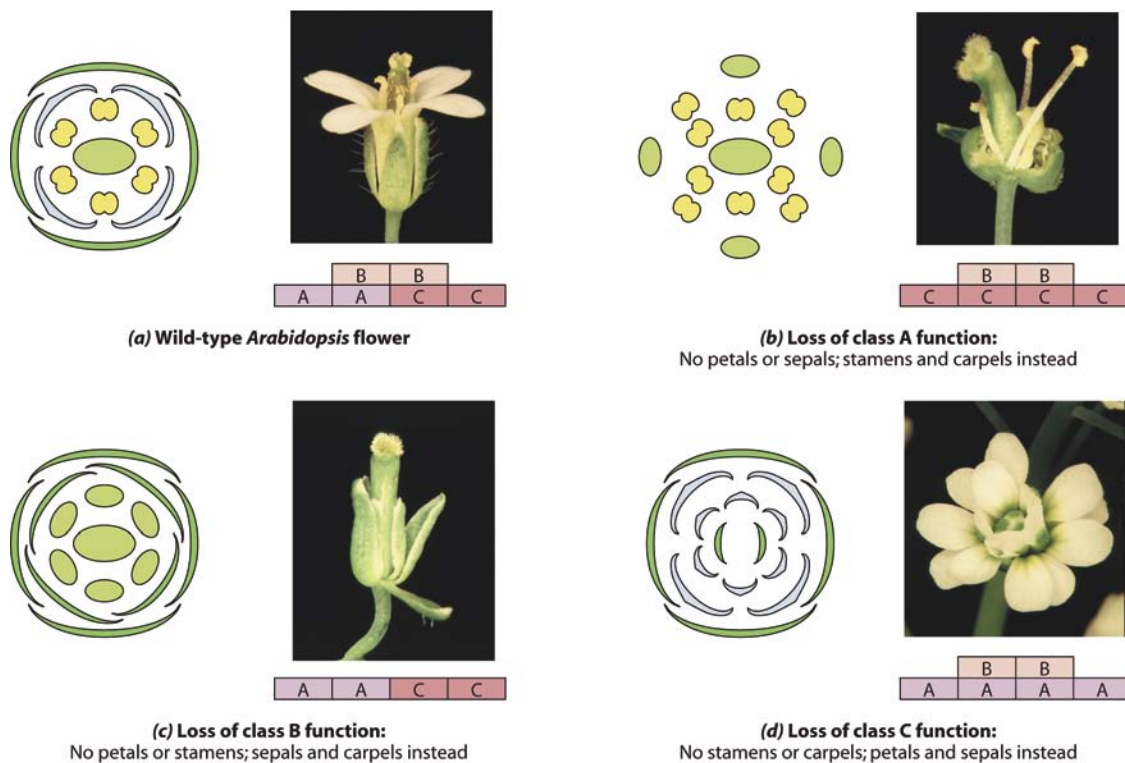 B B
A A C C
(a) Wild-type Arabidopsis flower
B B
C C C C
(b) Loss of class A function:
No petals or sepals; stamens and carpels instead
A A C C
(c) Loss of class B function:
No petals or stamens; sepals and carpels instead
B B
A A A A
(d) Loss of class C function:
No stamens or carpels; petals and sepals instead